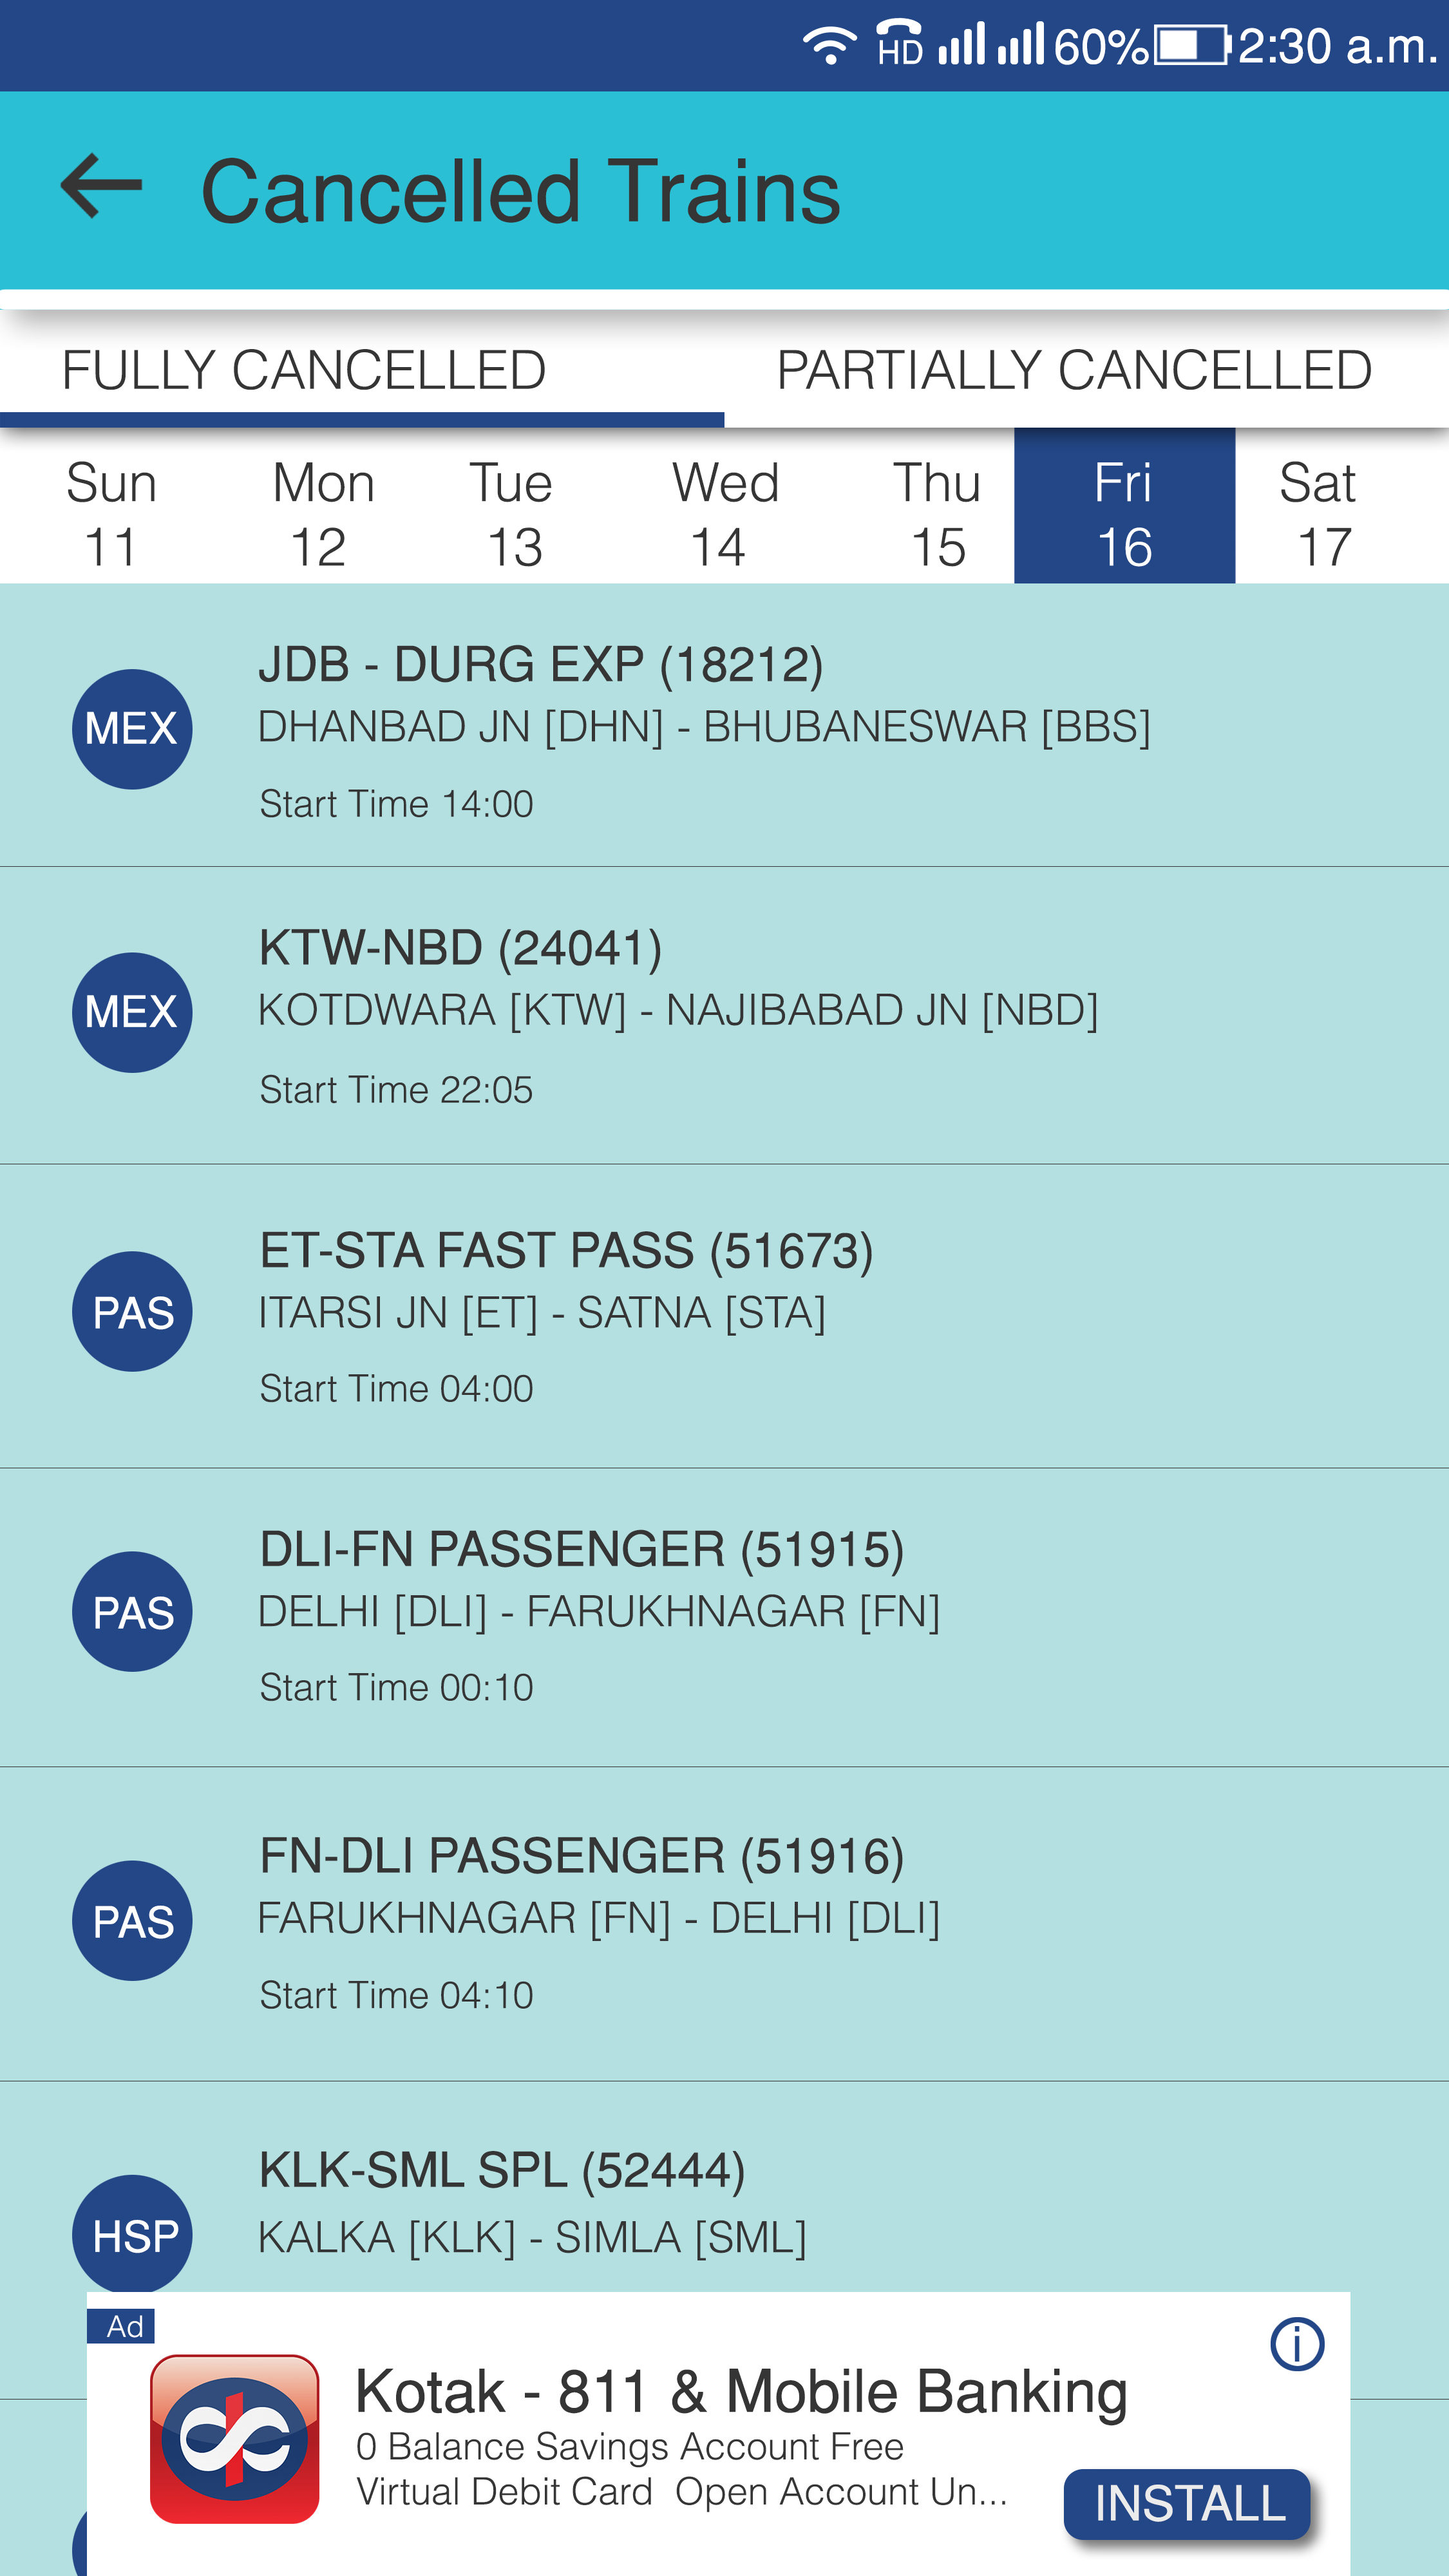 HD 60% 2:30 a.m.
Cancelled Trains
FULLY CANCELLED PARTIALLY CANCELLED
Sun Mon Tue Wed Thu Fri Sat
11 12 13 14 15 16 17
JDB - DURG EXP (18212)
MEX
DHANBAD JN [DHN] - BHUBANESWAR [BBS]
Start Time 14:00
KTW-NBD (24041)
MEX
KOTDWARA [KTW] - NAJIBABAD JN [NBD]
Start Time 22:05
ET-STA FAST PASS (51673)
PAS
ITARSI JN [ET] - SATNA [STA]
Start Time 04:00
DLI-FN PASSENGER (51915)
PAS
DELHI [DLI] - FARUKHNAGAR [FN]
Start Time 00:10
FN-DLI PASSENGER (51916)
PAS
FARUKHNAGAR [FN] - DELHI [DLI]
Start Time 04:10
KLK-SML SPL (52444)
HSP
KALKA [KLK] - SIMLA [SML]
Ad
Kotak - 811 & Mobile Banking
0 Balance Savings Account Free
Virtual Debit Card Open Account Un...
INSTALL